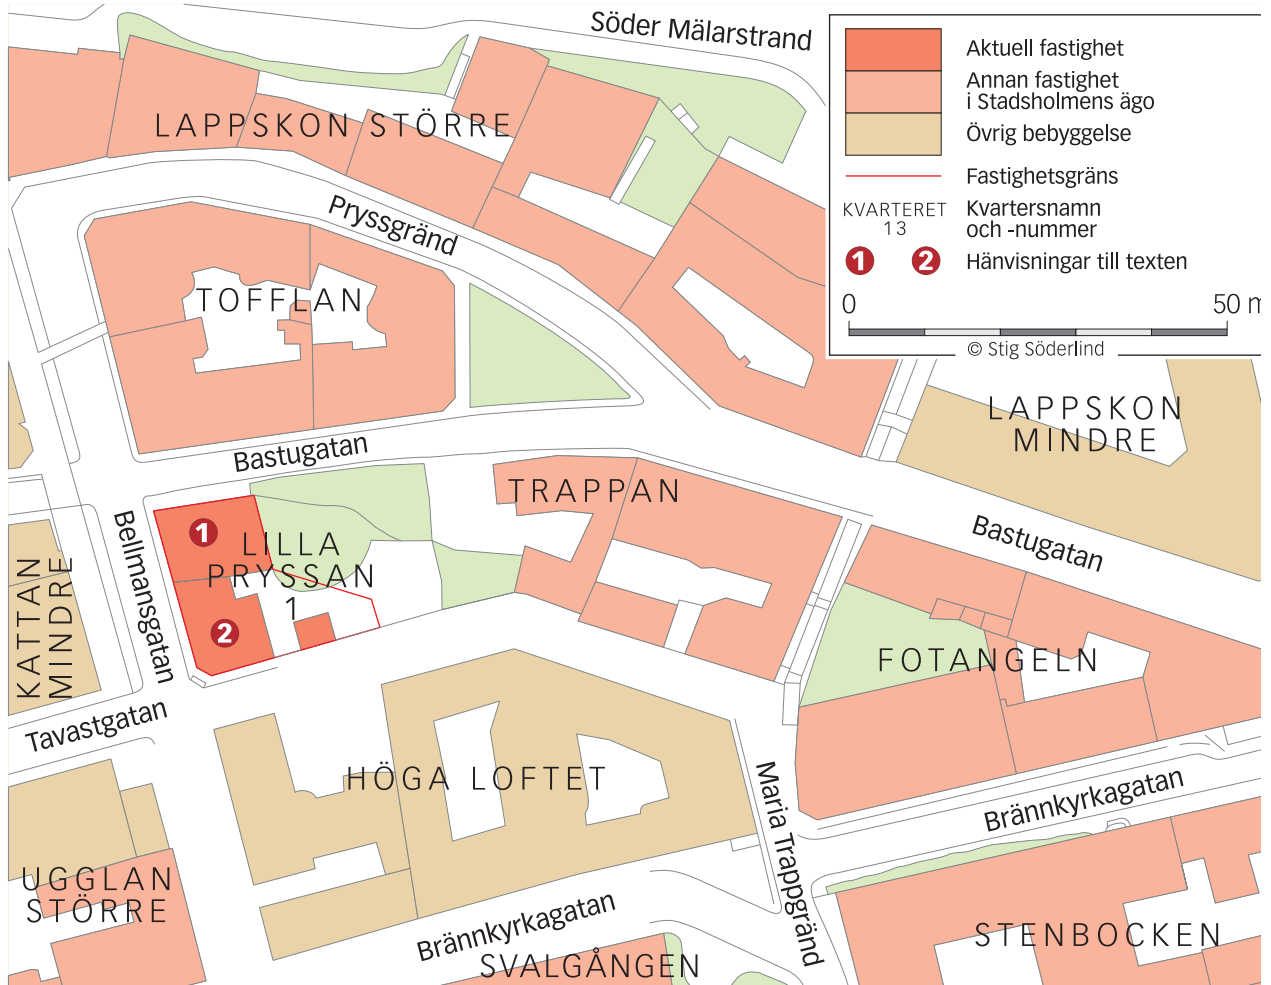 Söder Mälarstrand
Aktuell fastighet
Annan fastighet
i Stadsholmens ägo
Övrig bebyggelse
Fastighetsgräns
KVARTERET
13
Kvartersnamn
och -nummer
1 2
Hänvisningar till texten
0 50 m
© Stig Söderlind
LAPPSKON STÖRRE
Pryssgränd
TOFFLAN
LAPPSKON
MINDRE
Bastugatan
TRAPPAN
Bastugatan
Bellmansgatan
1
LILLA
PRYSSAN
1
2
KATTAN
MINDRE
FOTANGELN
Tavastgatan
HÖGA LOFTET
Maria Trappgränd
Brännkyrkagatan
UGGLAN
STÖRRE
Brännkyrkagatan
STENBOCKEN
SVALGÅNGEN